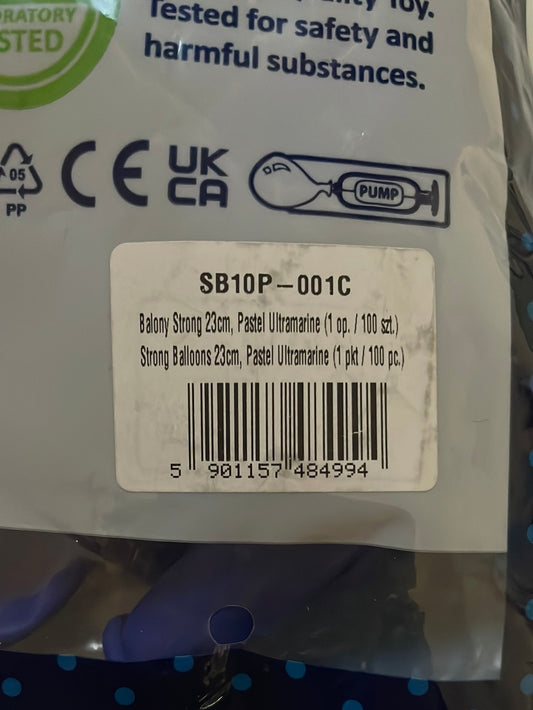 Toy.
Tested for safety and
harmful substances.
05
PP
CE
UK
CA
PUMP
SB10P-001C
Balony Strong 23cm, Pastel Ultramarine (1 op. / 100 szt.)
Strong Balloons 23cm, Pastel Ultramarine (1 pkt / 100 pc.)
5 901157 484994